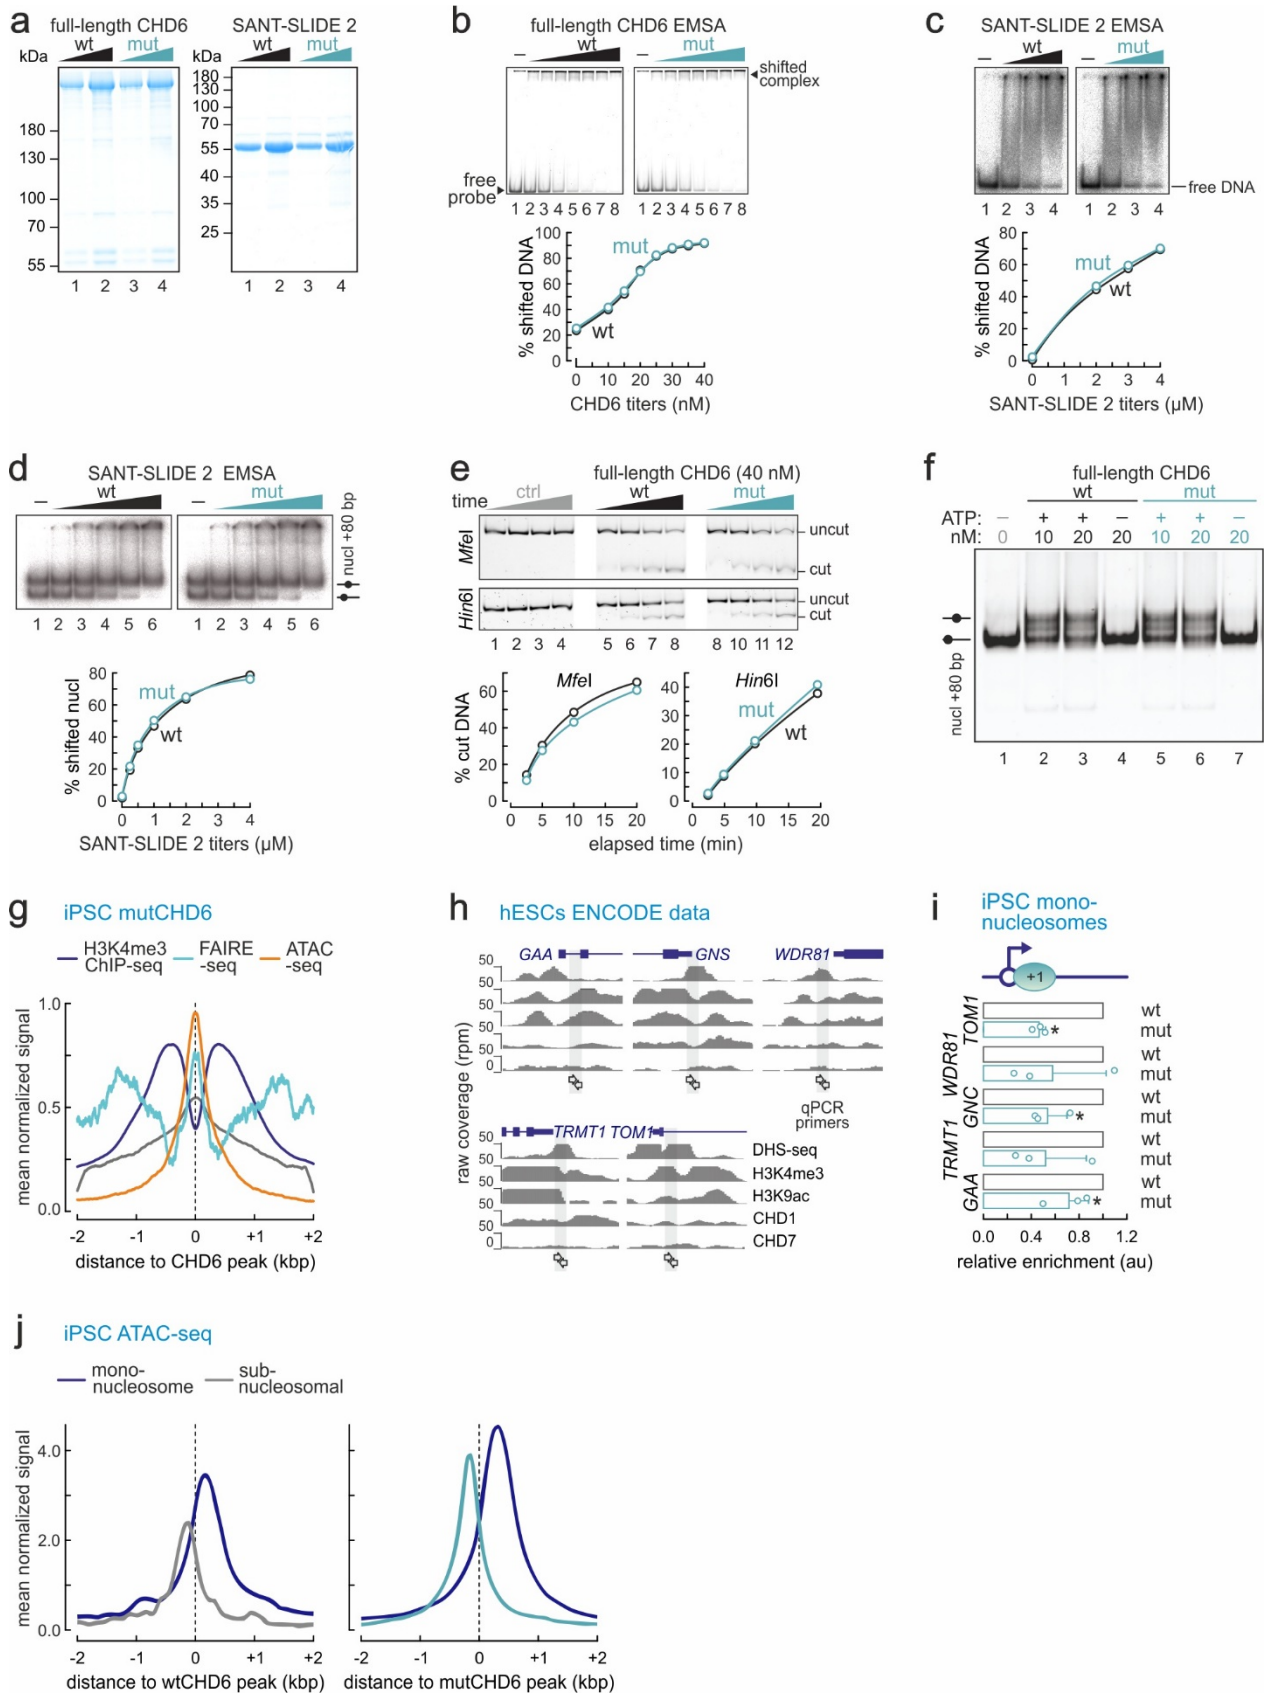 a
full-length CHD6
wt
mut
kDa
180
130
100
70
55
1 2 3 4
SANT-SLIDE 2
wt
mut
kDa
180
130
100
70
55
40
35
25
1 2 3 4
b
full-length CHD6 EMSA
– wt
– mut
shifted
complex
free
probe
1 2 3 4 5 6 7 8
1 2 3 4 5 6 7 8
% shifted DNA
100
80
60
40
20
0
mut
wt
0 10 20 30 40
CHD6 titers (nM)
c
SANT-SLIDE 2 EMSA
– wt
– mut
free DNA
1 2 3 4
1 2 3 4
% shifted DNA
80
60
40
20
0
mut
wt
0 1 2 3 4
SANT-SLIDE 2 titers (µM)
d
SANT-SLIDE 2 EMSA
– wt
– mut
nucl +80 bp
1 2 3 4 5 6
1 2 3 4 5 6
% shifted nucl
80
60
40
20
0
mut
wt
0 1 2 3 4
SANT-SLIDE 2 titers (µM)
e
full-length CHD6 (40 nM)
time
ctrl
wt
mut
MfeI
uncut
cut
Hin6I
uncut
cut
1 2 3 4 5 6 7 8 8 10 11 12
% cut DNA
MfeI
60
40
20
0
0 5 10 15 20
Hin6I
40
30
20
10
0
mut
wt
0 5 10 15 20
elapsed time (min)
f
full-length CHD6
wt
mut
ATP: + + – + + –
nM: 0 10 20 20 10 20 20
nucl +80 bp
1 2 3 4 5 6 7
g
iPSC mutCHD6
H3K4me3
ChIP-seq
FAIRE
-seq
ATAC
-seq
mean normalized signal
1.0
0.5
0.0
-2 -1 0 +1 +2
distance to CHD6 peak (kbp)
h
hESCs ENCODE data
GAA
GNS
WDR81
raw coverage (rpm)
50
50
50
50
50
0
qPCR
primers
TRMT1
TOM1
50
50
50
50
50
0
DHS-seq
H3K4me3
H3K9ac
CHD1
CHD7
i
iPSC mono-
nucleosomes
+1
TOM1
wt
mut
*
WDR81
wt
mut
GNC
wt
mut
*
TRMT1
wt
mut
GAA
wt
mut
*
0 0.4 0.8 1.2
relative enrichment (au)
j
iPSC ATAC-seq
mono-
nucleosome
sub-
nucleosomal
mean normalized signal
4.0
2.0
0.0
-2 -1 0 +1 +2
distance to wtCHD6 peak (kbp)
-2 -1 0 +1 +2
distance to mutCHD6 peak (kbp)